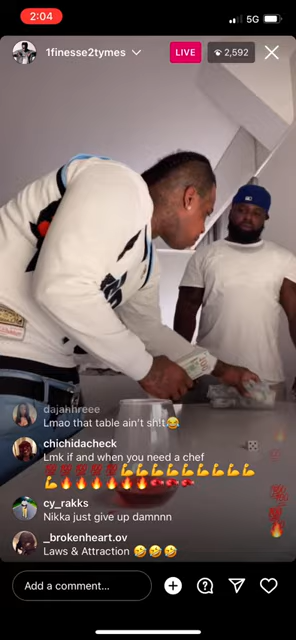 2:04
5G
1finesse2tymes
LIVE
2,592
dajahhreee
Lmao that table ain't sh!t😂
chichidacheck
Lmk if and when you need a chef
💯💯💯💯💯💪💪💪💪💪💪💪💪
💪🔥🔥🔥🔥🔥🔥
cy_rakks
Nikka just give up damnnn
_brokenheart.ov
Laws & Attraction 🤣🤣🤣
Add a comment...